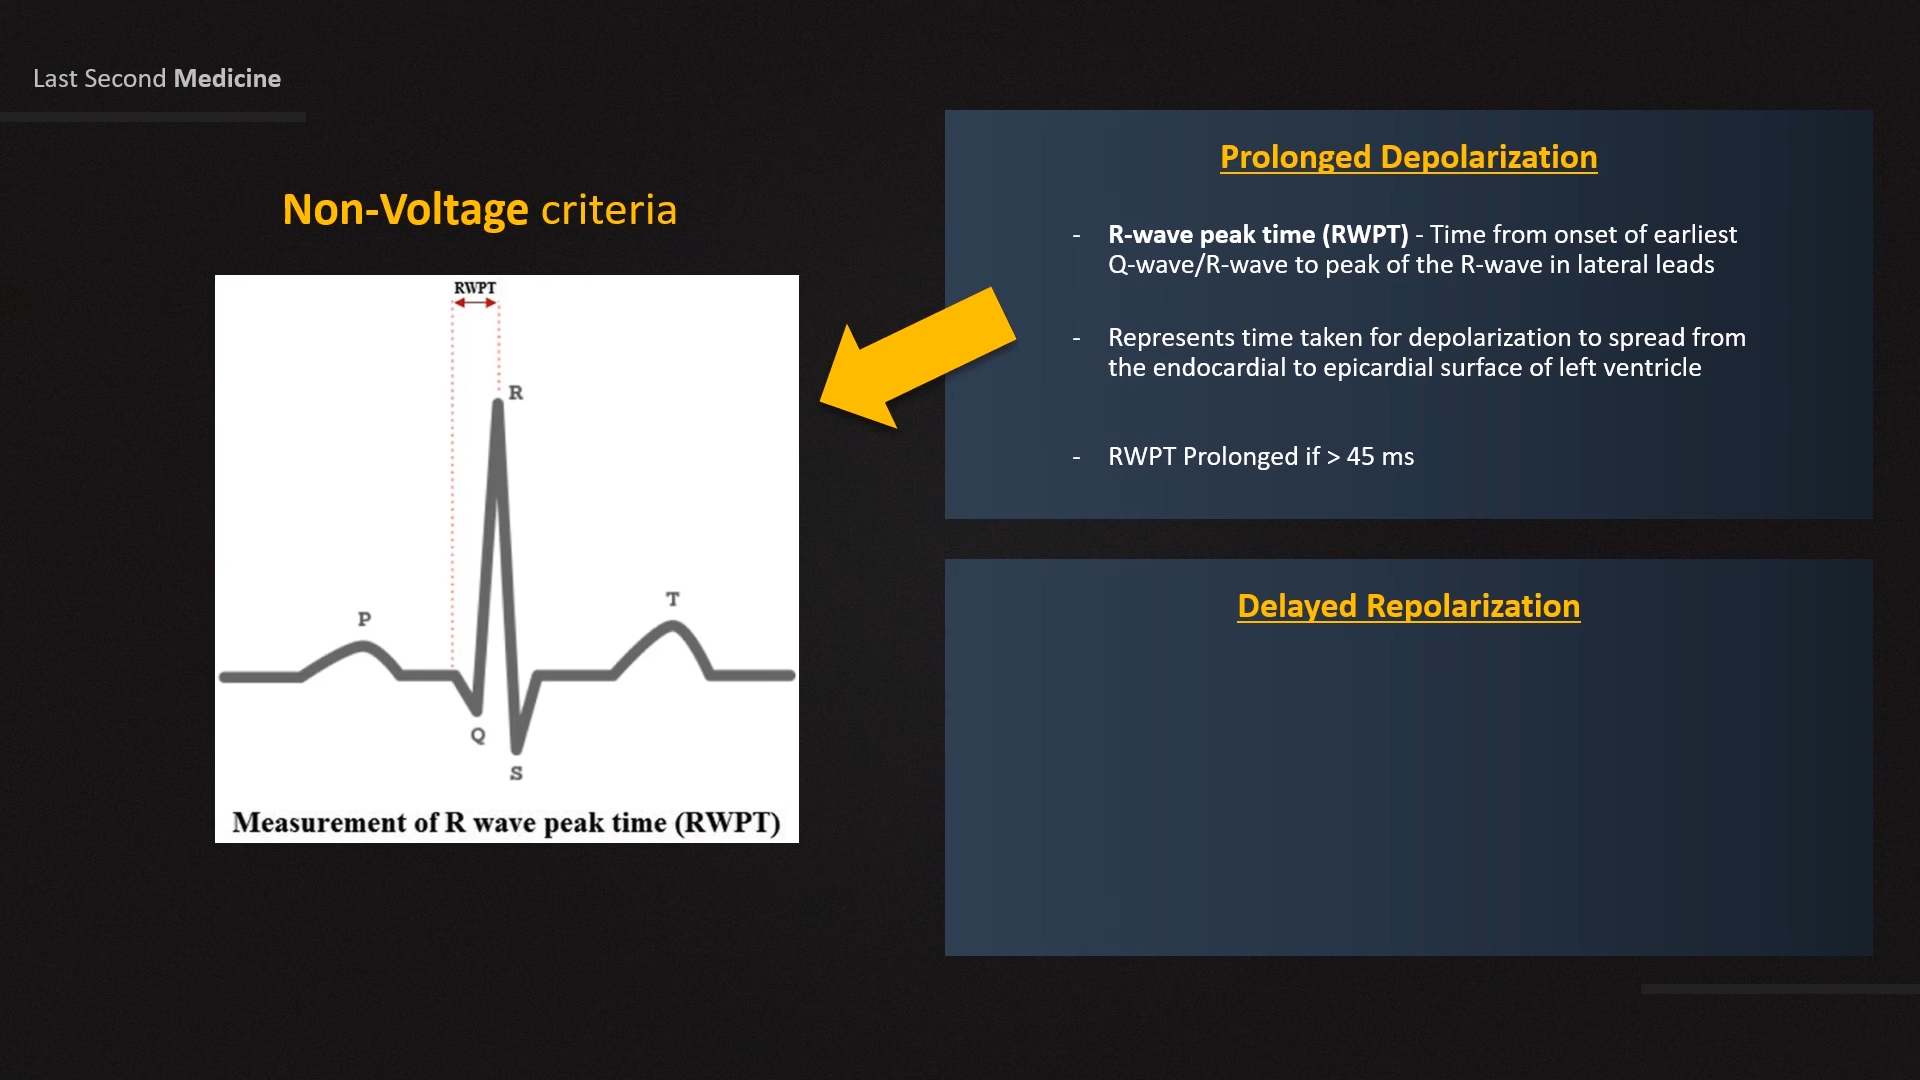 Last Second Medicine
Non-Voltage criteria
RWPT
R
P
T
Q
S
Measurement of R wave peak time (RWPT)
Prolonged Depolarization
- R-wave peak time (RWPT) - Time from onset of earliest
Q-wave/R-wave to peak of the R-wave in lateral leads
- Represents time taken for depolarization to spread from
the endocardial to epicardial surface of left ventricle
- RWPT Prolonged if > 45 ms
Delayed Repolarization